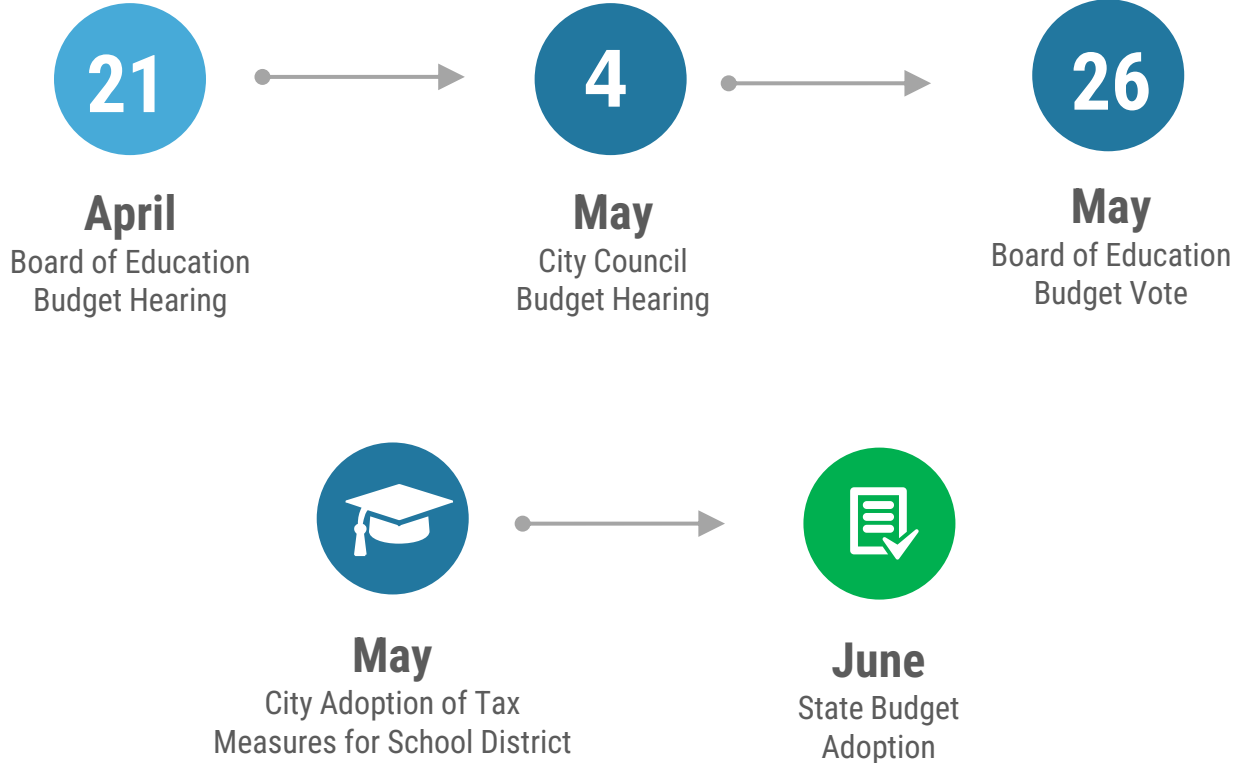 21
April
Board of Education
Budget Hearing
4
May
City Council
Budget Hearing
26
May
Board of Education
Budget Vote
May
City Adoption of Tax
Measures for School District
June
State Budget
Adoption